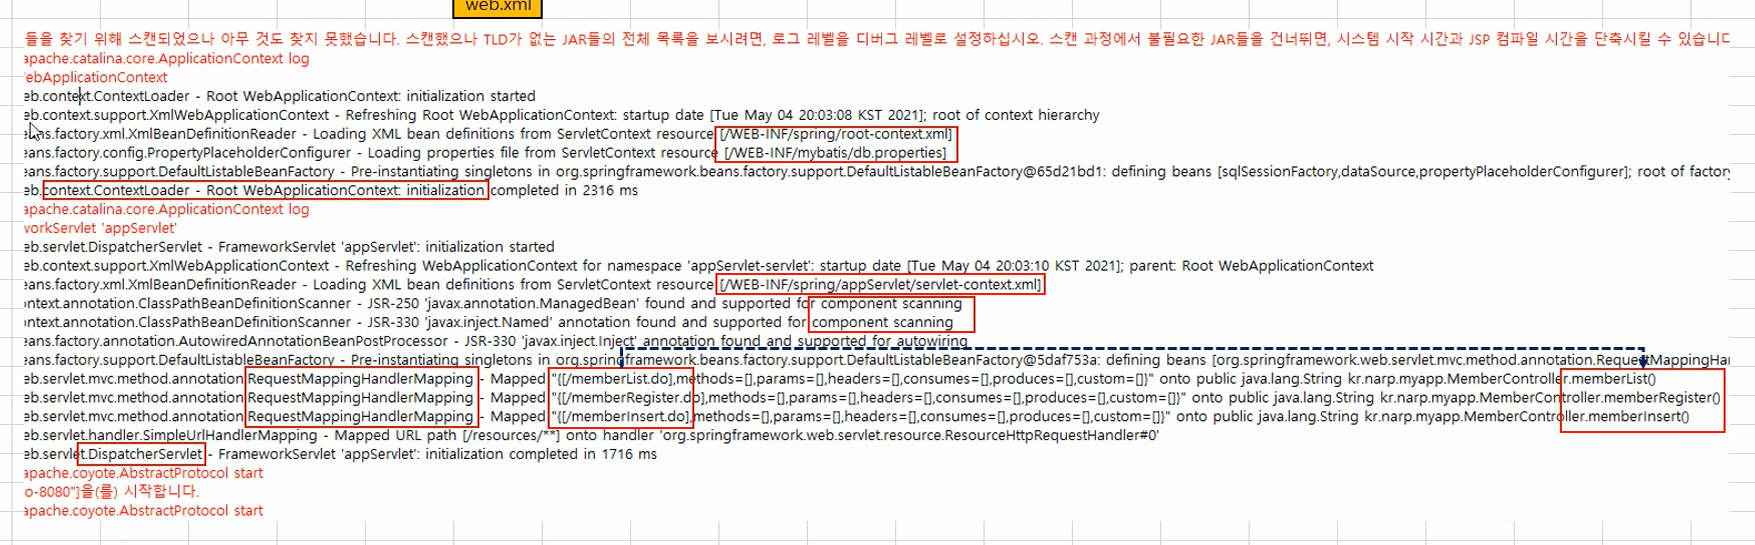 web.xml
들을 찾기 위해 스캔되었으나 아무 것도 찾지 못했습니다. 스캔했으나 TLD가 없는 JAR들의 전체 목록을 보시려면, 로그 레벨을 디버그 레벨로 설정하십시오. 스캔 과정에서 불필요한 JAR들을 건너뛰면, 시스템 시작 시간과 JSP 컴파일 시간을 단축시킬 수 있습니다
apache.catalina.core.ApplicationContext log
ebApplicationContext
eb.context.ContextLoader - Root WebApplicationContext: initialization started
eb.context.support.XmlWebApplicationContext - Refreshing Root WebApplicationContext: startup date [Tue May 04 20:03:08 KST 2021]; root of context hierarchy
eans.factory.xml.XmlBeanDefinitionReader - Loading XML bean definitions from ServletContext resource [/WEB-INF/spring/root-context.xml]
eans.factory.config.PropertyPlaceholderConfigurer - Loading properties file from ServletContext resource [/WEB-INF/mybatis/db.properties]
eans.factory.support.DefaultListableBeanFactory - Pre-instantiating singletons in org.springframework.beans.factory.support.DefaultListableBeanFactory@65d21bd1: defining beans [sqlSessionFactory,dataSource,propertyPlaceholderConfigurer]; root of factory
eb.context.ContextLoader - Root WebApplicationContext: initialization completed in 2316 ms
apache.catalina.core.ApplicationContext log
workServlet 'appServlet'
eb.servlet.DispatcherServlet - FrameworkServlet 'appServlet': initialization started
eb.context.support.XmlWebApplicationContext - Refreshing WebApplicationContext for namespace 'appServlet-servlet': startup date [Tue May 04 20:03:10 KST 2021]; parent: Root WebApplicationContext
eans.factory.xml.XmlBeanDefinitionReader - Loading XML bean definitions from ServletContext resource [/WEB-INF/spring/appServlet/servlet-context.xml]
ontext.annotation.ClassPathBeanDefinitionScanner - JSR-250 'javax.annotation.ManagedBean' found and supported for component scanning
ontext.annotation.ClassPathBeanDefinitionScanner - JSR-330 'javax.inject.Named' annotation found and supported for component scanning
eans.factory.annotation.AutowiredAnnotationBeanPostProcessor - JSR-330 'javax.inject.Inject' annotation found and supported for autowiring
eans.factory.support.DefaultListableBeanFactory - Pre-instantiating singletons in org.springframework.beans.factory.support.DefaultListableBeanFactory@5daf753a: defining beans [org.springframework.web.servlet.mvc.method.annotation.RequestMappingHan
eb.servlet.mvc.method.annotation.RequestMappingHandlerMapping - Mapped "{[/memberList.do],methods=[],params=[],headers=[],consumes=[],produces=[],custom=[]}" onto public java.lang.String kr.narp.myapp.MemberController.memberList()
eb.servlet.mvc.method.annotation.RequestMappingHandlerMapping - Mapped "{[/memberRegister.do],methods=[],params=[],headers=[],consumes=[],produces=[],custom=[]}" onto public java.lang.String kr.narp.myapp.MemberController.memberRegister()
eb.servlet.mvc.method.annotation.RequestMappingHandlerMapping - Mapped "{[/memberInsert.do],methods=[],params=[],headers=[],consumes=[],produces=[],custom=[]}" onto public java.lang.String kr.narp.myapp.MemberController.memberInsert()
eb.servlet.handler.SimpleUrlHandlerMapping - Mapped URL path [/resources/**] onto handler 'org.springframework.web.servlet.resource.ResourceHttpRequestHandler#0'
eb.servlet.DispatcherServlet - FrameworkServlet 'appServlet': initialization completed in 1716 ms
apache.coyote.AbstractProtocol start
o-8080"]을(를) 시작합니다.
apache.coyote.AbstractProtocol start